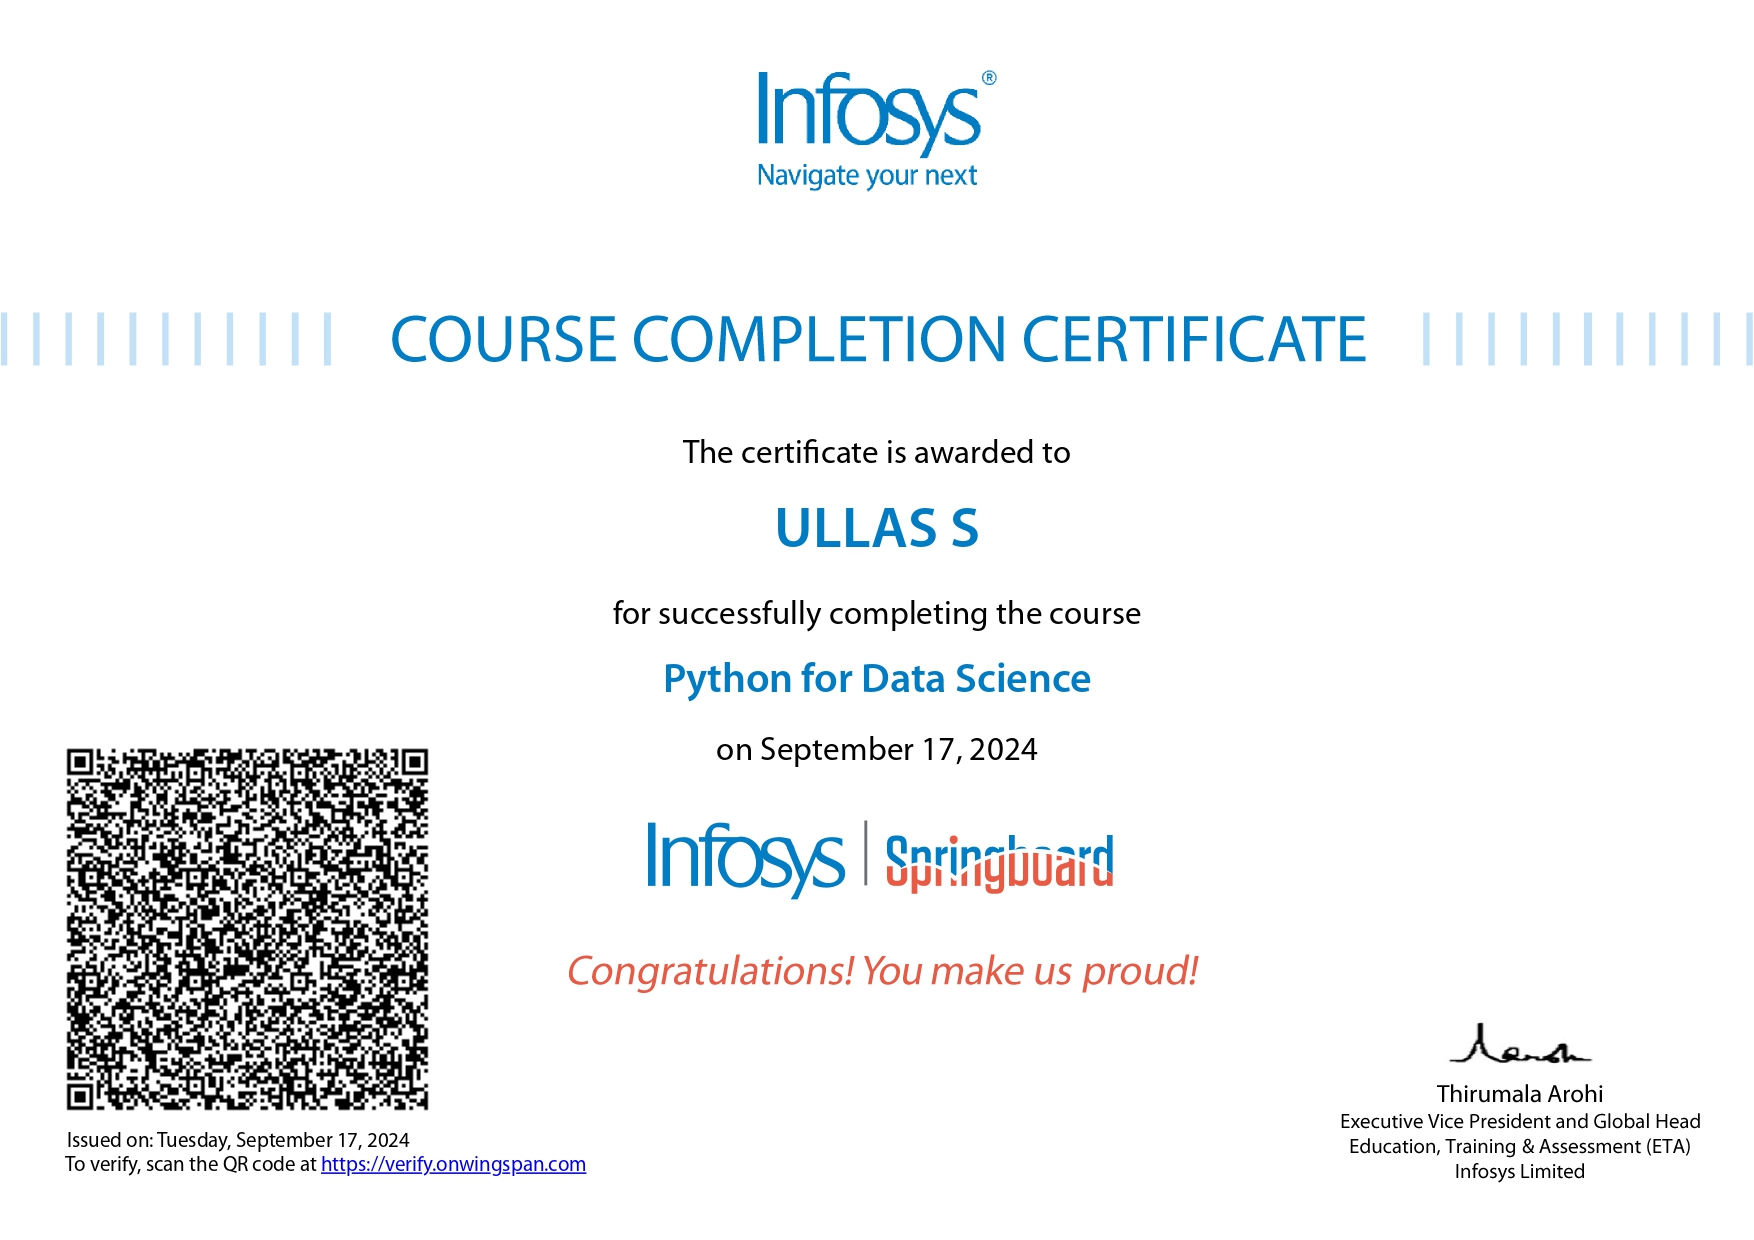 Infosys®
Navigate your next
COURSE COMPLETION CERTIFICATE
The certificate is awarded to
ULLAS S
for successfully completing the course
Python for Data Science
on September 17, 2024
Infosys | Springboard
Congratulations! You make us proud!
Issued on: Tuesday, September 17, 2024
To verify, scan the QR code at https://verify.onwingspan.com
Thirumala Arohi
Executive Vice President and Global Head
Education, Training & Assessment (ETA)
Infosys Limited